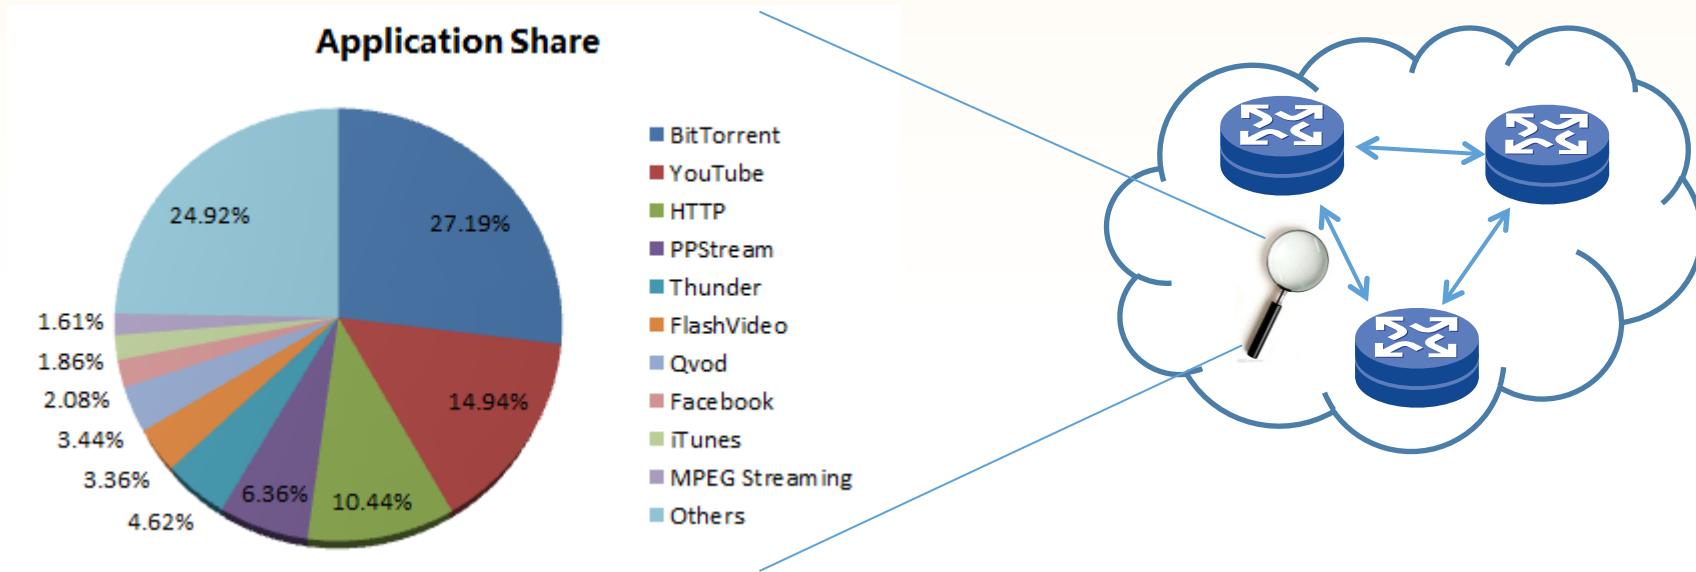 Application Share
24.92%
27.19%
1.61%
1.86%
2.08%
3.44%
3.36%
4.62%
6.36%
10.44%
14.94%
BitTorrent
YouTube
HTTP
PPStream
Thunder
FlashVideo
Qvod
Facebook
iTunes
MPEG Streaming
Others